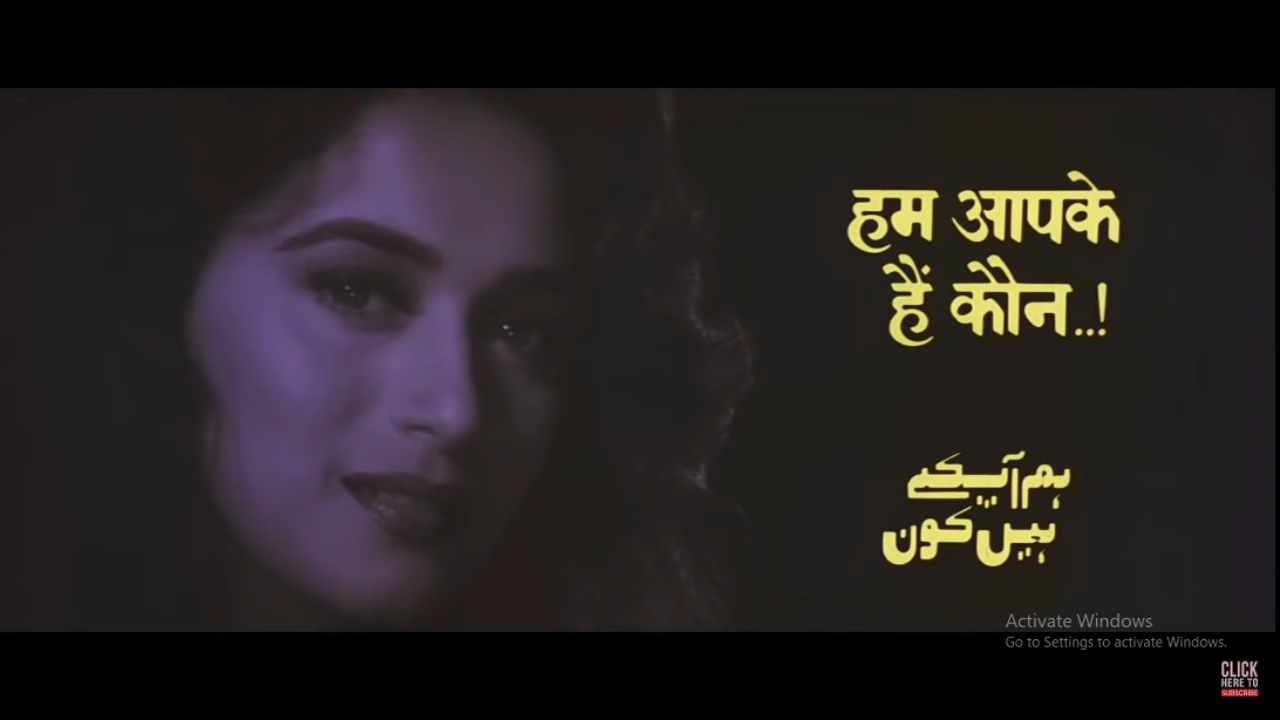 हम आपके
हैं कौन..!
ہم آپکے
ہیں کون
Activate Windows
Go to Settings to activate Windows.
CLICK
HERE TO
SUBSCRIBE